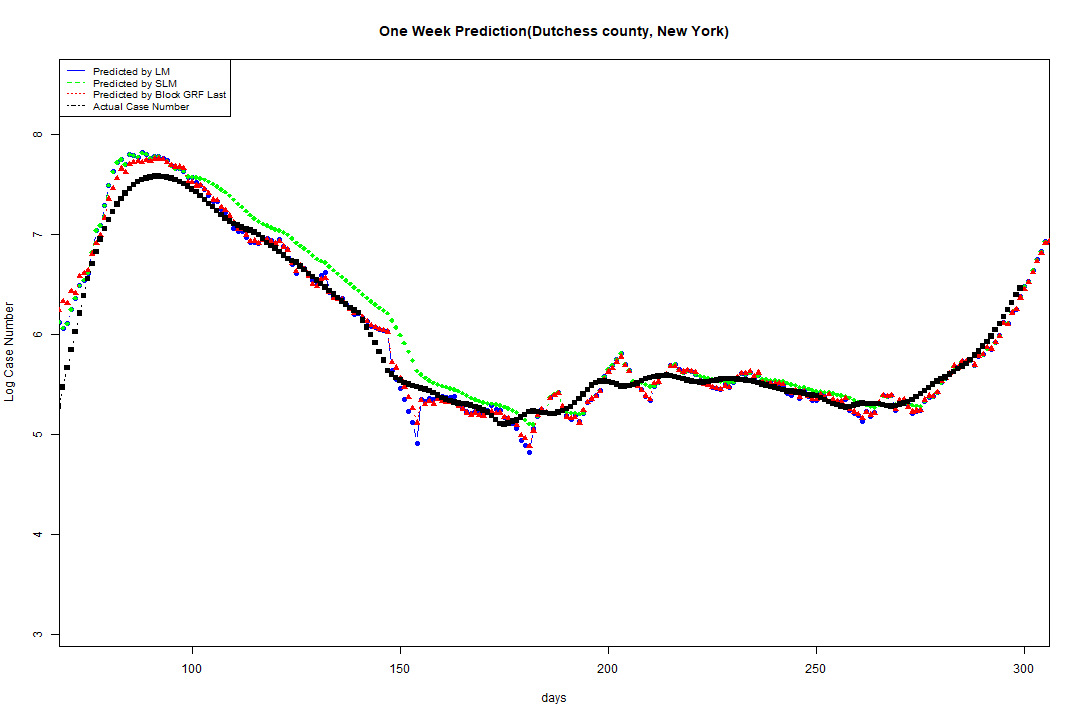 One Week Prediction(Dutchess county, New York)
Predicted by LM
Predicted by SLM
Predicted by Block GRF Last
Actual Case Number
Log Case Number
8
7
6
5
4
3
100 150 200 250 300
days